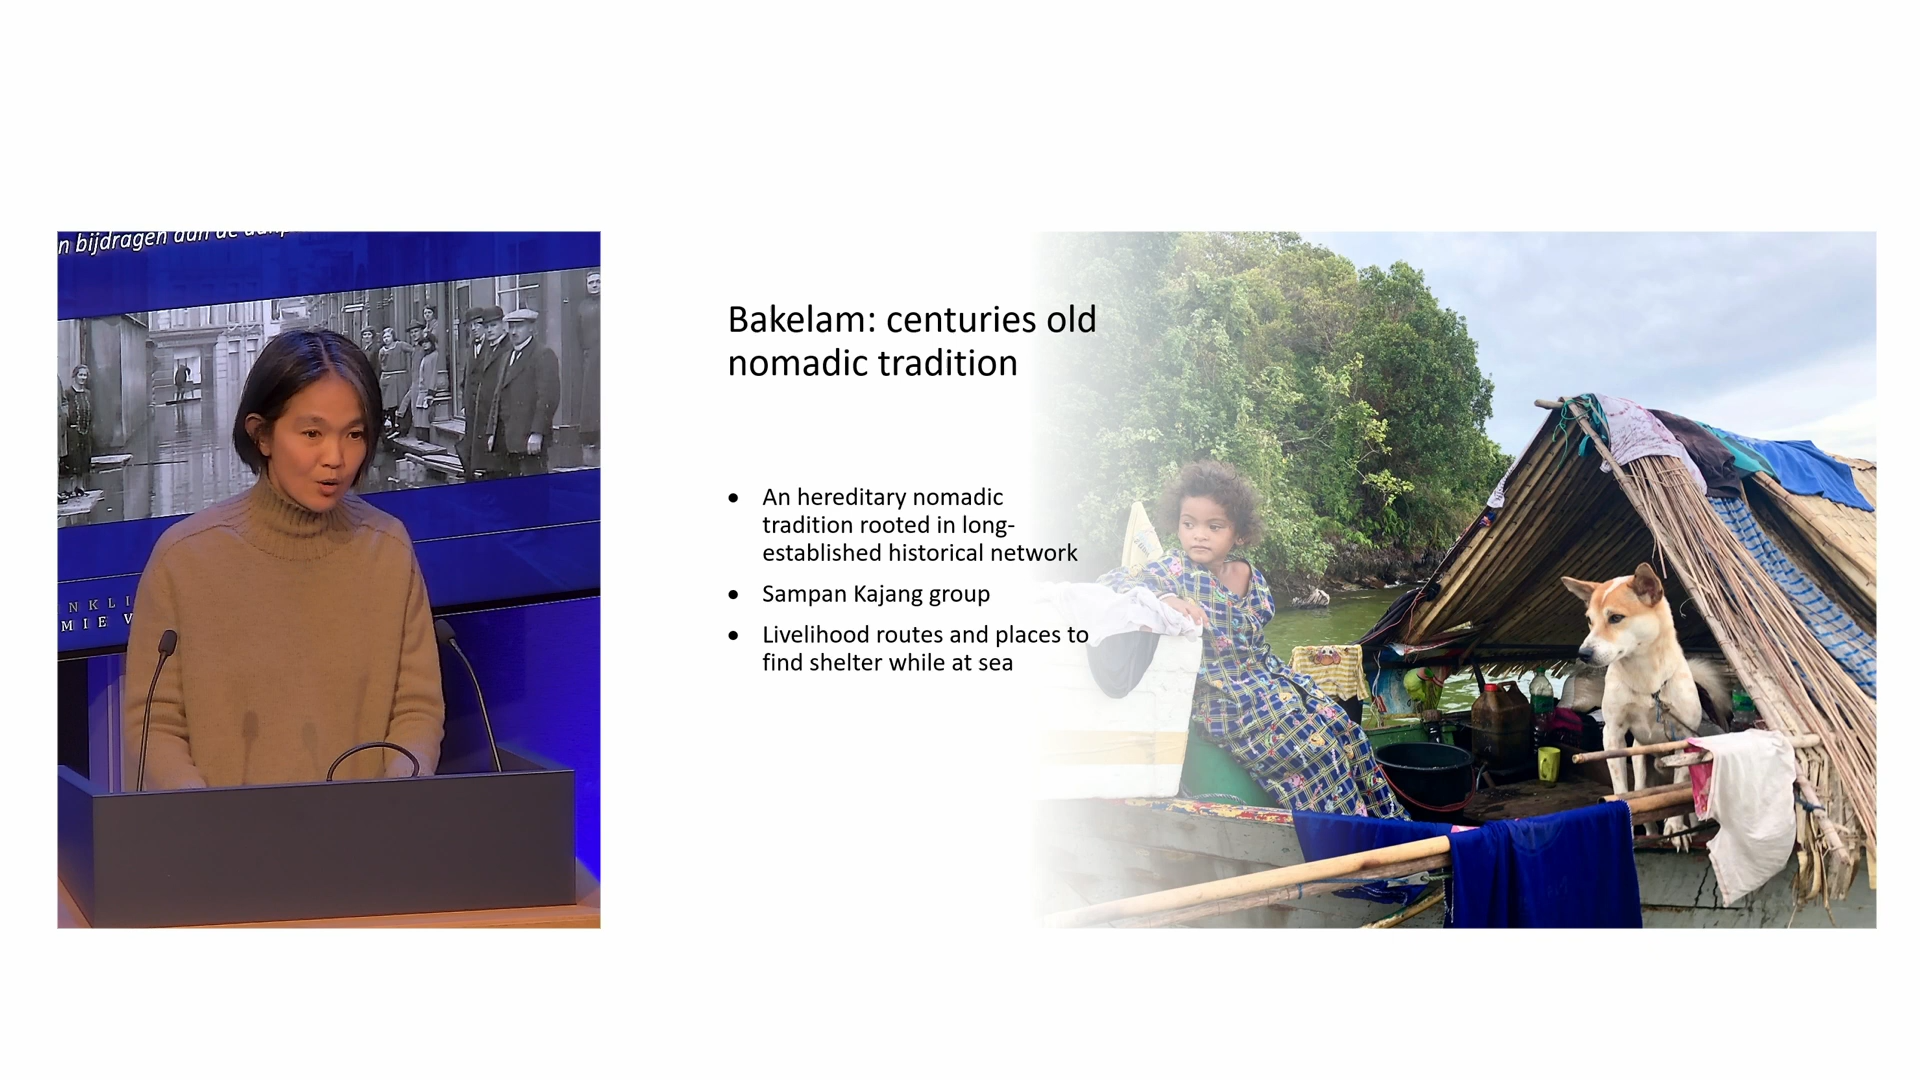 n bijdragen aan de
NKLI
MIE V
Bakelam: centuries old
nomadic tradition
• An hereditary nomadic
tradition rooted in long-
established historical network
• Sampan Kajang group
• Livelihood routes and places to
find shelter while at sea